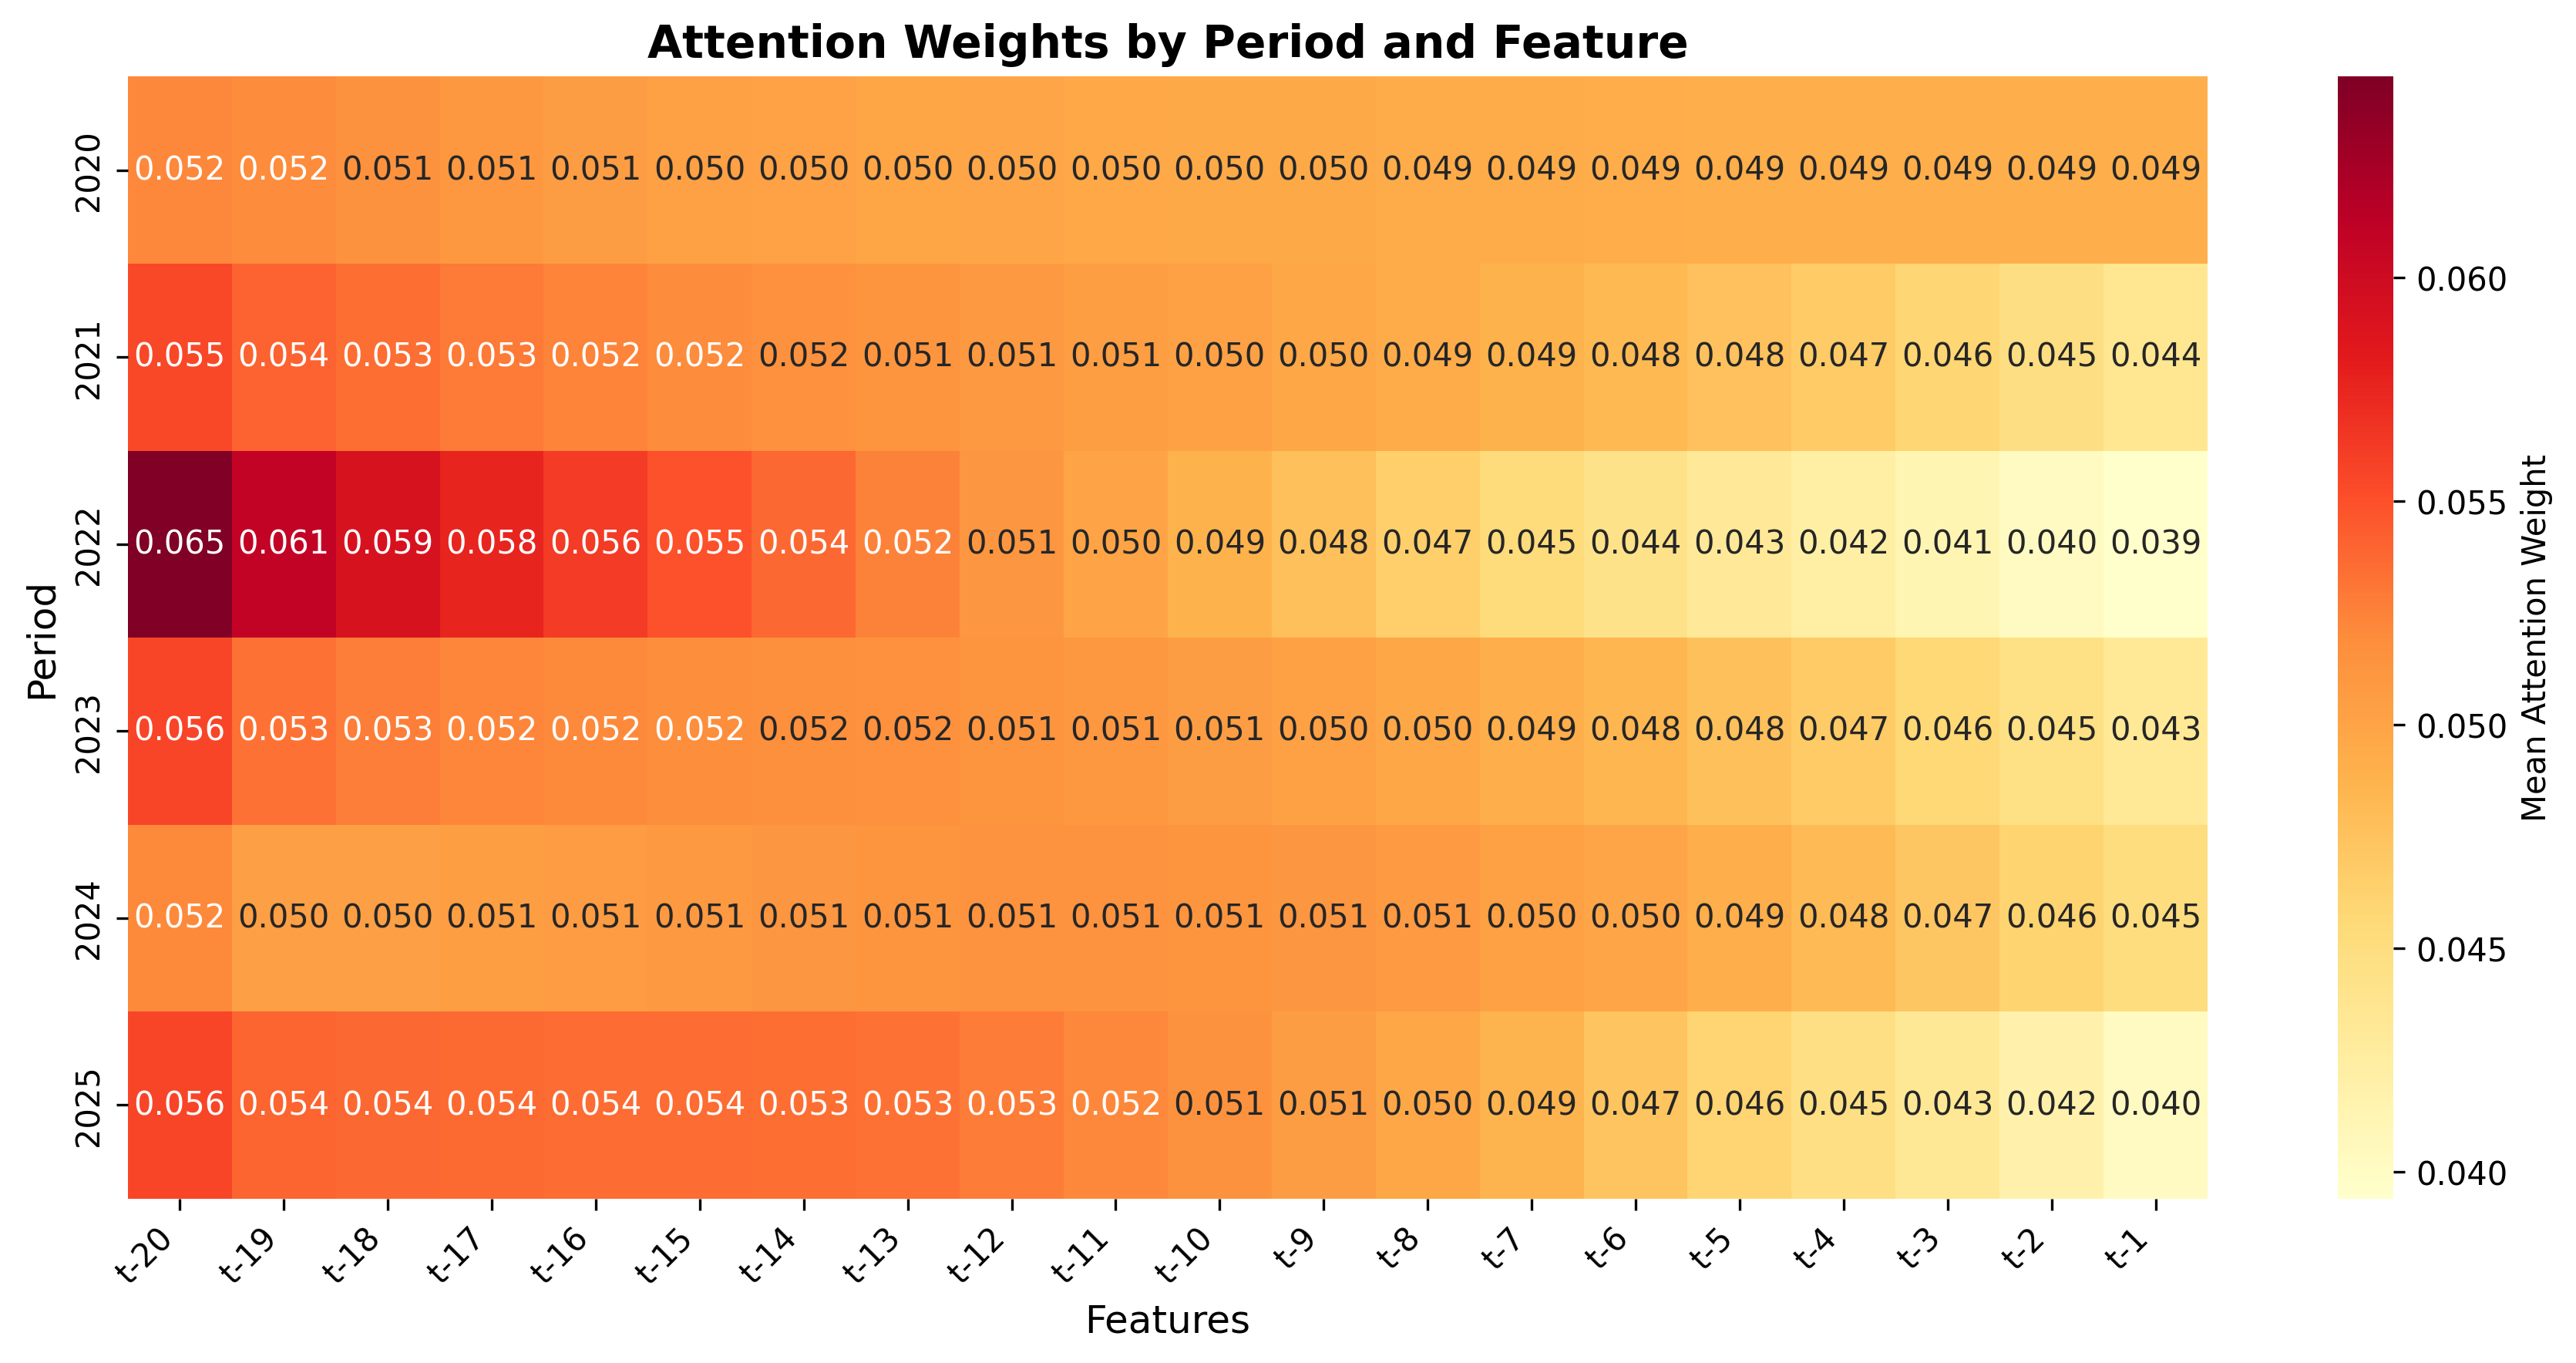 Attention Weights by Period and Feature
2020
0.052 0.052 0.051 0.051 0.051 0.050 0.050 0.050 0.050 0.050 0.050 0.050 0.049 0.049 0.049 0.049 0.049 0.049 0.049 0.049
2021
0.055 0.054 0.053 0.053 0.052 0.052 0.052 0.051 0.051 0.051 0.050 0.050 0.049 0.049 0.048 0.048 0.047 0.046 0.045 0.044
2022
0.065 0.061 0.059 0.058 0.056 0.055 0.054 0.052 0.051 0.050 0.049 0.048 0.047 0.045 0.044 0.043 0.042 0.041 0.040 0.039
2023
0.056 0.053 0.053 0.052 0.052 0.052 0.052 0.052 0.051 0.051 0.051 0.050 0.050 0.049 0.048 0.048 0.047 0.046 0.045 0.043
2024
0.052 0.050 0.050 0.051 0.051 0.051 0.051 0.051 0.051 0.051 0.051 0.051 0.051 0.050 0.050 0.049 0.048 0.047 0.046 0.045
2025
0.056 0.054 0.054 0.054 0.054 0.054 0.053 0.053 0.053 0.052 0.051 0.051 0.050 0.049 0.047 0.046 0.045 0.043 0.042 0.040
Period
t-20 t-19 t-18 t-17 t-16 t-15 t-14 t-13 t-12 t-11 t-10 t-9 t-8 t-7 t-6 t-5 t-4 t-3 t-2 t-1
Features
0.060
0.055
0.050
0.045
0.040
Mean Attention Weight